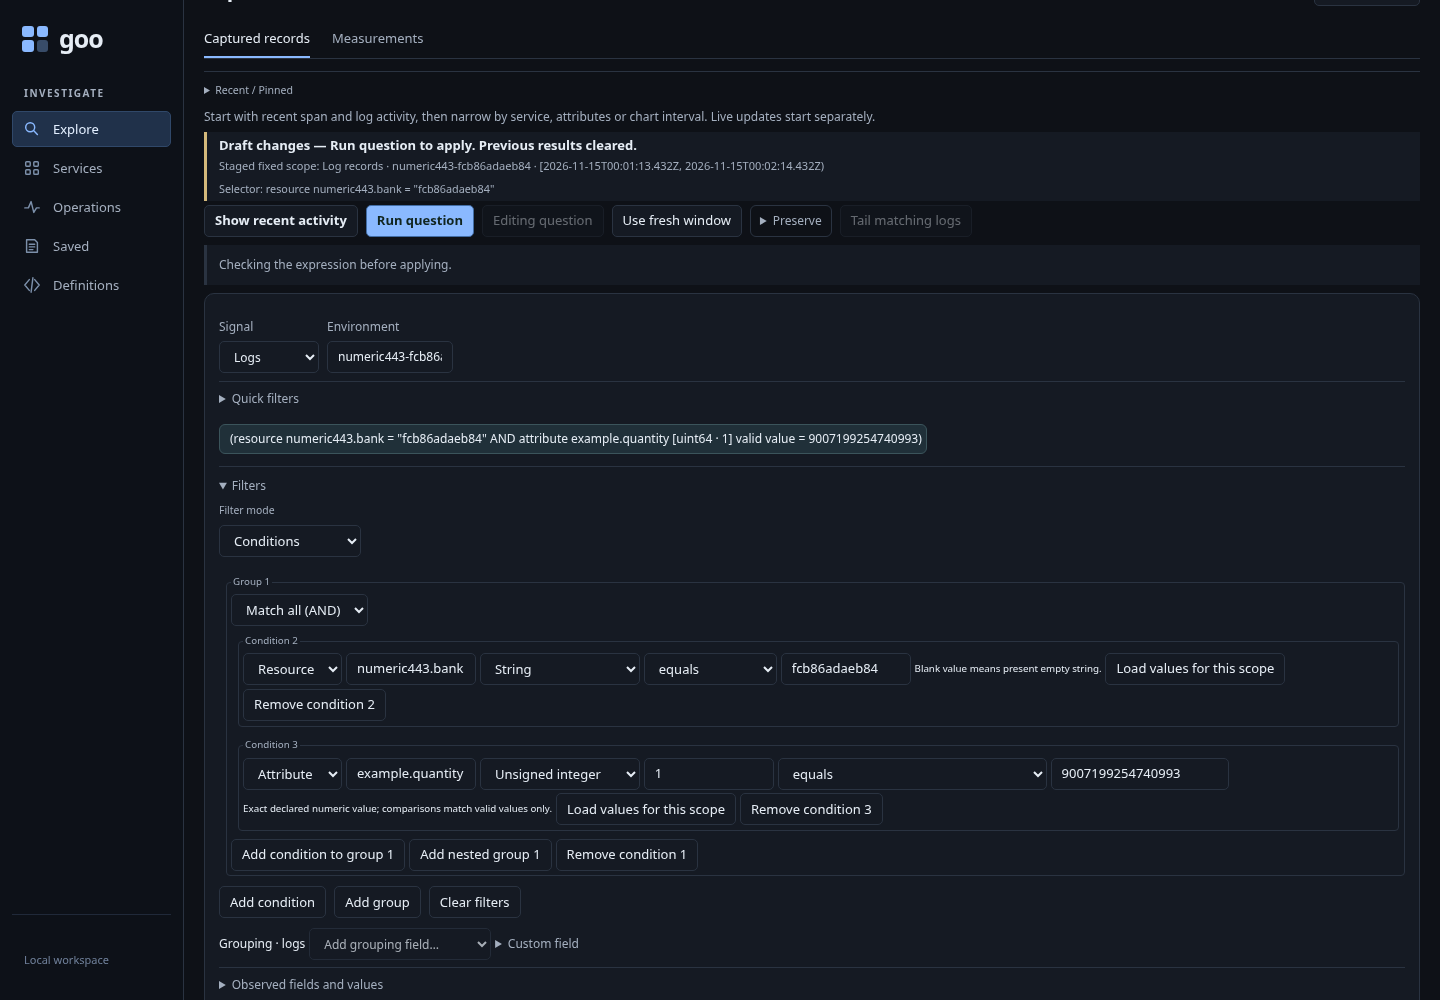 goo
INVESTIGATE
Explore
Services
Operations
Saved
Definitions
Local workspace
Captured records
Measurements
Recent / Pinned
Start with recent span and log activity, then narrow by service, attributes or chart interval. Live updates start separately.
Draft changes — Run question to apply. Previous results cleared.
Staged fixed scope: Log records · numeric443-fcb86adaeb84 · [2026-11-15T00:01:13.432Z, 2026-11-15T00:02:14.432Z)
Selector: resource numeric443.bank = "fcb86adaeb84"
Show recent activity
Run question
Editing question
Use fresh window
Preserve
Tail matching logs
Checking the expression before applying.
Signal
Environment
Logs
numeric443-fcb86a
Quick filters
(resource numeric443.bank = "fcb86adaeb84" AND attribute example.quantity [uint64 · 1] valid value = 9007199254740993)
Filters
Filter mode
Conditions
Group 1
Match all (AND)
Condition 2
Resource
numeric443.bank
String
equals
fcb86adaeb84
Blank value means present empty string.
Load values for this scope
Remove condition 2
Condition 3
Attribute
example.quantity
Unsigned integer
1
equals
9007199254740993
Exact declared numeric value; comparisons match valid values only.
Load values for this scope
Remove condition 3
Add condition to group 1
Add nested group 1
Remove condition 1
Add condition
Add group
Clear filters
Grouping · logs
Add grouping field...
Custom field
Observed fields and values